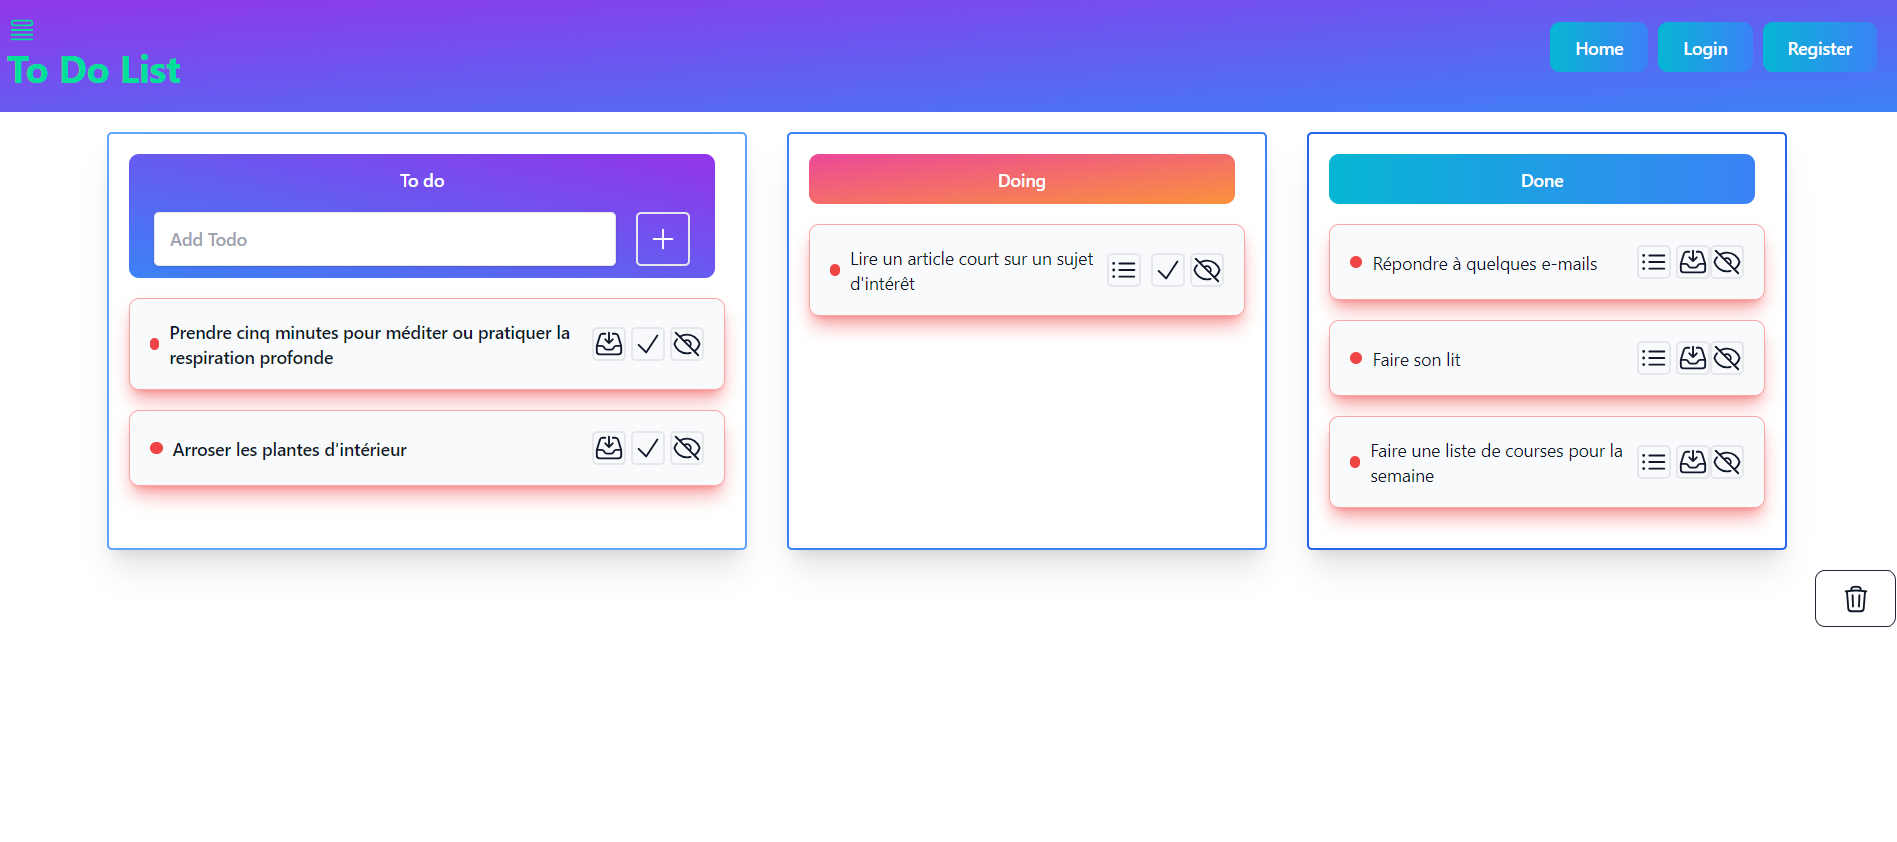 To Do List
Home
Login
Register
To do
Add Todo
Prendre cinq minutes pour méditer ou pratiquer la
respiration profonde
Arroser les plantes d'intérieur
Doing
Lire un article court sur un sujet
d'intérêt
Done
Répondre à quelques e-mails
Faire son lit
Faire une liste de courses pour la
semaine